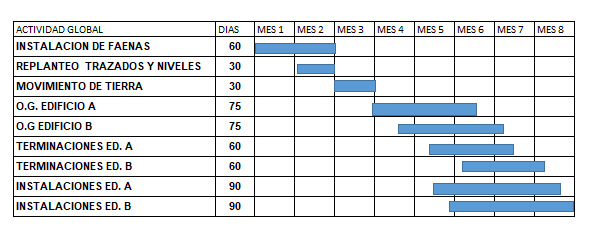 ACTIVIDAD GLOBAL DIAS MES 1 MES 2 MES 3 MES 4 MES 5 MES 6 MES 7 MES 8
INSTALACION DE FAENAS 60
REPLANTEO TRAZADOS Y NIVELES 30
MOVIMIENTO DE TIERRA 30
O.G. EDIFICIO A 75
O.G EDIFICIO B 75
TERMINACIONES ED. A 60
TERMINACIONES ED. B 60
INSTALACIONES ED. A 90
INSTALACIONES ED. B 90